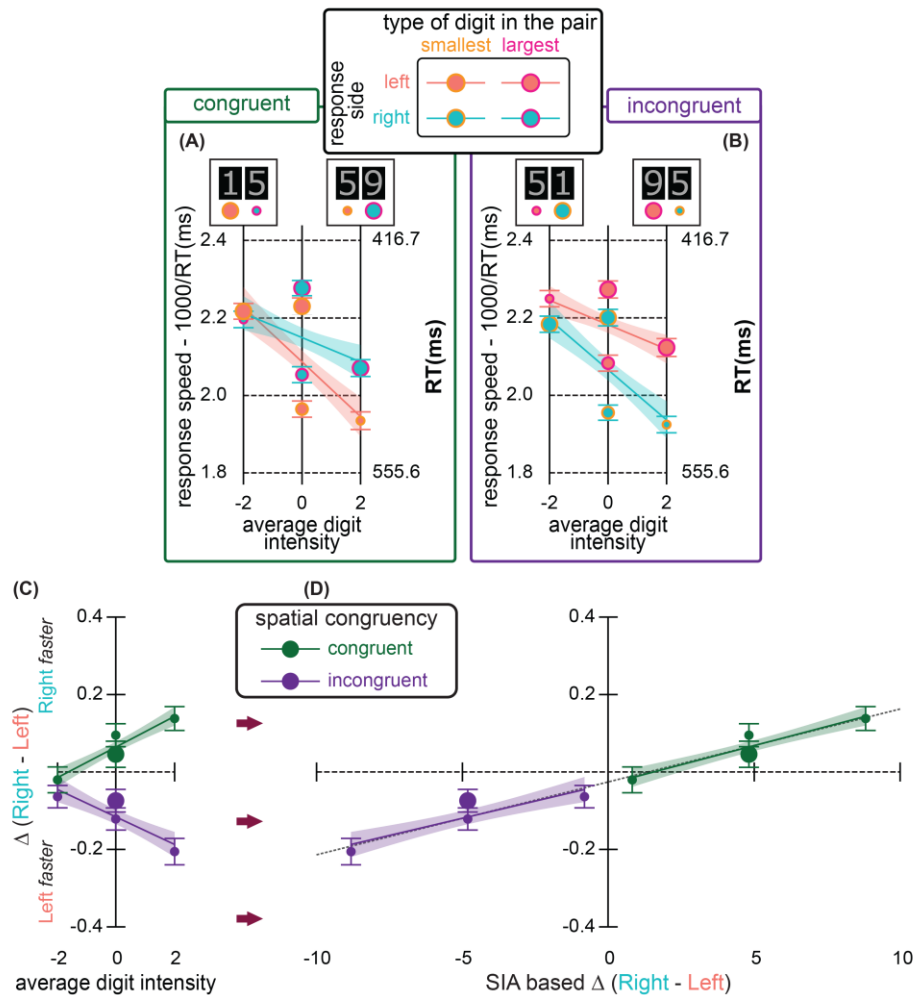 type of digit in the pair
smallest largest
response side
left
right
congruent
incongruent
(A)
(B)
1 5
5 9
5 1
9 5
response speed - 1000/RT(ms)
2.4
2.2
2.0
1.8
416.7
555.6
RT(ms)
-2 0 2
average digit
intensity
response speed - 1000/RT(ms)
2.4
2.2
2.0
1.8
416.7
555.6
RT(ms)
-2 0 2
average digit
intensity
(C)
(D)
spatial congruency
congruent
incongruent
Δ (Right - Left)
Right faster
Left faster
0.4
0.2
0
-0.2
-0.4
-2 0 2
average digit intensity
0.4
0.2
0
-0.2
-0.4
-10 -5 0 5 10
SIA based Δ (Right - Left)